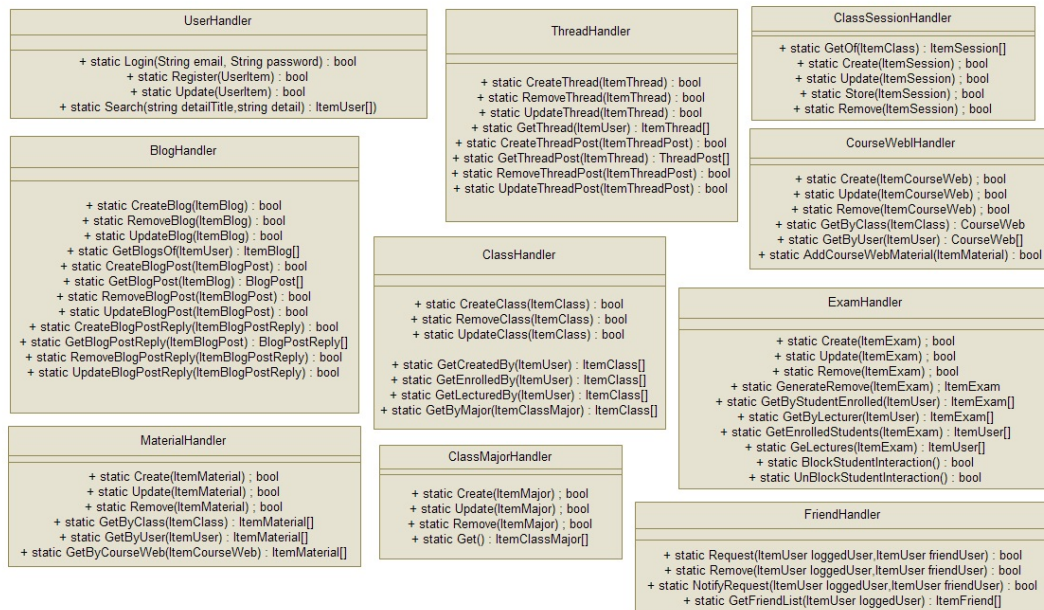 UserHandler
+ static Login(String email, String password) : bool
+ static Register(UserItem) : bool
+ static Update(UserItem) : bool
+ static Search(string detailTitle,string detail) : ItemUser[])
ThreadHandler
+ static CreateThread(ItemThread) : bool
+ static RemoveThread(ItemThread) : bool
+ static UpdateThread(ItemThread) : bool
+ static GetThread(ItemUser) : ItemThread[]
+ static CreateThreadPost(ItemThreadPost) : bool
+ static GetThreadPost(ItemThread) : ThreadPost[]
+ static RemoveThreadPost(ItemThreadPost) : bool
+ static UpdateThreadPost(ItemThreadPost) : bool
ClassSessionHandler
+ static GetOf(ItemClass) : ItemSession[]
+ static Create(ItemSession) ; bool
+ static Update(ItemSession) ; bool
+ static Store(ItemSession) ; bool
+ static Remove(ItemSession) ; bool
BlogHandler
+ static CreateBlog(ItemBlog) : bool
+ static RemoveBlog(ItemBlog) : bool
+ static UpdateBlog(ItemBlog) : bool
+ static GetBlogsOf(ItemUser) : ItemBlog[]
+ static CreateBlogPost(ItemBlogPost) : bool
+ static GetBlogPost(ItemBlog) : BlogPost[]
+ static RemoveBlogPost(ItemBlogPost) : bool
+ static UpdateBlogPost(ItemBlogPost) : bool
+ static CreateBlogPostReply(ItemBlogPostReply) : bool
+ static GetBlogPostReply(ItemBlogPost) : BlogPostReply[]
+ static RemoveBlogPostReply(ItemBlogPostReply) : bool
+ static UpdateBlogPostReply(ItemBlogPostReply) : bool
CourseWeblHandler
+ static Create(ItemCourseWeb) ; bool
+ static Update(ItemCourseWeb) ; bool
+ static Remove(ItemCourseWeb) ; bool
+ static GetByClass(ItemClass) : CourseWeb
+ static GetByUser(ItemUser) : CourseWeb[]
+ static AddCourseWebMaterial(ItemMaterial) : bool
ClassHandler
+ static CreateClass(ItemClass) : bool
+ static RemoveClass(ItemClass) : bool
+ static UpdateClass(ItemClass) : bool
+ static GetCreatedBy(ItemUser) : ItemClass[]
+ static GetEnrolledBy(ItemUser) : ItemClass[]
+ static GetLecturedBy(ItemUser) : ItemClass[]
+ static GetByMajor(ItemClassMajor) : ItemClass[]
ExamHandler
+ static Create(ItemExam) ; bool
+ static Update(ItemExam) ; bool
+ static Remove(ItemExam) ; bool
+ static GenerateRemove(ItemExam) ; ItemExam
+ static GetByStudentEnrolled(ItemUser) : ItemExam[]
+ static GetByLecturer(ItemUser) : ItemExam[]
+ static GetEnrolledStudents(ItemExam) : ItemUser[]
+ static GeLectures(ItemExam) : ItemUser[]
+ static BlockStudentInteraction() : bool
+ static UnBlockStudentInteraction() : bool
MaterialHandler
+ static Create(ItemMaterial) ; bool
+ static Update(ItemMaterial) ; bool
+ static Remove(ItemMaterial) ; bool
+ static GetByClass(ItemClass) : ItemMaterial[]
+ static GetByUser(ItemUser) : ItemMaterial[]
+ static GetByCourseWeb(ItemCourseWeb) : ItemMaterial[]
ClassMajorHandler
+ static Create(ItemMajor) ; bool
+ static Update(ItemMajor) ; bool
+ static Remove(ItemMajor) ; bool
+ static Get() : ItemClassMajor[]
FriendHandler
+ static Request(ItemUser loggedUser,ItemUser friendUser) : bool
+ static Remove(ItemUser loggedUser,ItemUser friendUser) : bool
+ static NotifyRequest(ItemUser loggedUser,ItemUser friendUser) : bool
+ static GetFriendList(ItemUser loggedUser) : ItemFriend[]